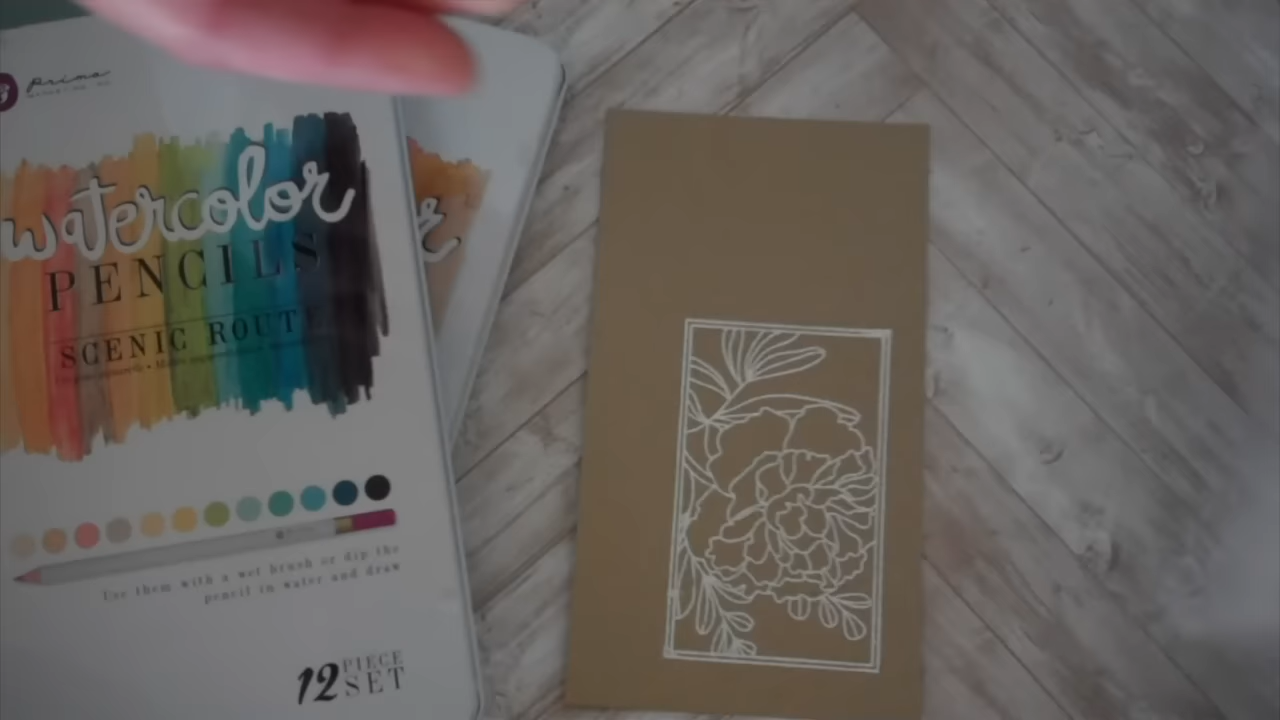 prima
watercolor
PENCILS
SCENIC ROUT
Use them with a wet brush or dip the
pencil in water and draw
12 PIECE
SET